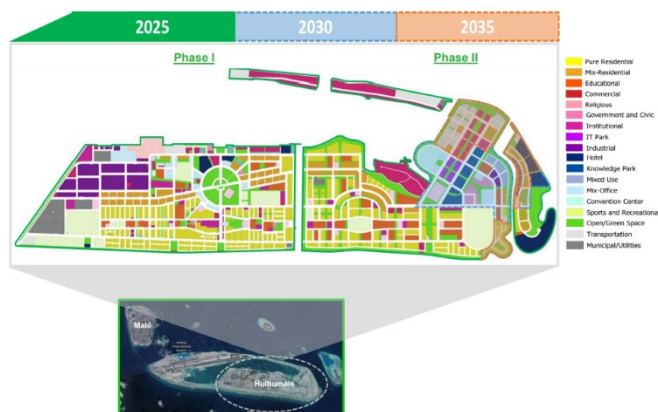 2025
2030
2035
Phase I
Phase II
Pure Residential
Mix-Residential
Educational
Commercial
Religious
Government and Civic
Institutional
IT Park
Industrial
Hotel
Knowledge Park
Mixed Use
Mix-Office
Convention Center
Sports and Recreationa
Open/Green Space
Transportation
Municipal/Utilities
Malé
Hulhumalé